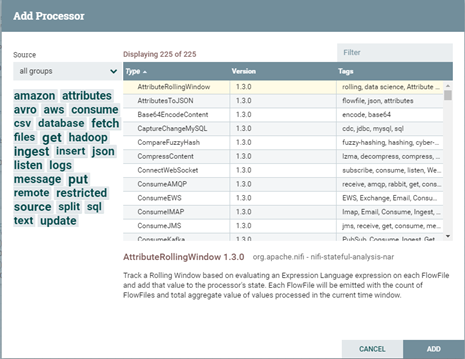 Add Processor
Source
Displaying 225 of 225
Filter
all groups
Type
Version
Tags
amazon attributes
avro aws consume
csv database fetch
files get hadoop
ingest insert json
listen logs
message put
remote restricted
source split sql
text update
AttributeRollingWindow 1.3.0 rolling, data science, Attribute ...
AttributesToJSON 1.3.0 flowfile, json, attributes
Base64EncodeContent 1.3.0 encode, base64
CaptureChangeMySQL 1.3.0 cdc, jdbc, mysql, sql
CompareFuzzyHash 1.3.0 fuzzy-hashing, hashing, cyber-...
CompressContent 1.3.0 lzma, decompress, compress, ...
ConnectWebSocket 1.3.0 subscribe, consume, listen, We...
ConsumeAMQP 1.3.0 receive, amqp, rabbit, get, cons...
ConsumeEWS 1.3.0 EWS, Exchange, Email, Consu...
ConsumeIMAP 1.3.0 Imap, Email, Consume, Ingest, ...
ConsumeJMS 1.3.0 jms, receive, get, consume, me...
ConsumeKafka 1.3.0 PubSub, Consume, Ingest, Get...
AttributeRollingWindow 1.3.0 org.apache.nifi - nifi-stateful-analysis-nar
Track a Rolling Window based on evaluating an Expression Language expression on each FlowFile
and add that value to the processor's state. Each FlowFile will be emitted with the count of
FlowFiles and total aggregate value of values processed in the current time window.
CANCEL
ADD